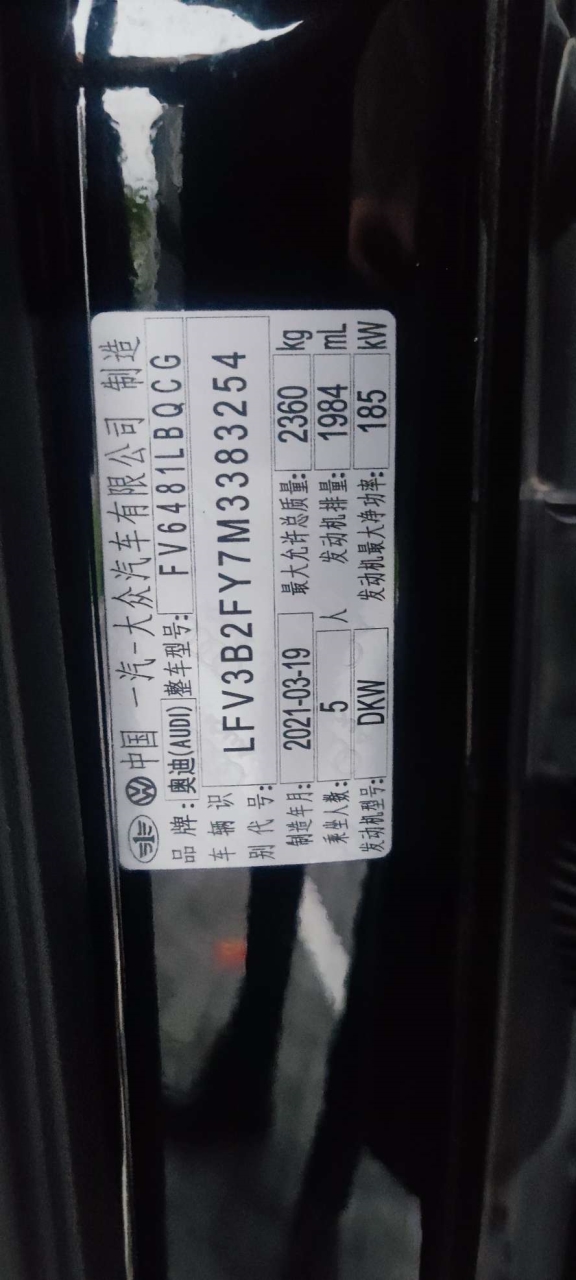 中国 一汽-大众汽车有限公司 制造
品牌: 奥迪(AUDI) 整车型号: FV6481LBQCG
车辆识别代号: LFV3B2FY7M3383254
制造年月: 2021-03-19 最大允许总质量: 2360 kg
乘坐人数: 5 人 发动机排量: 1984 mL
发动机型号: DKW 发动机最大净功率: 185 kW